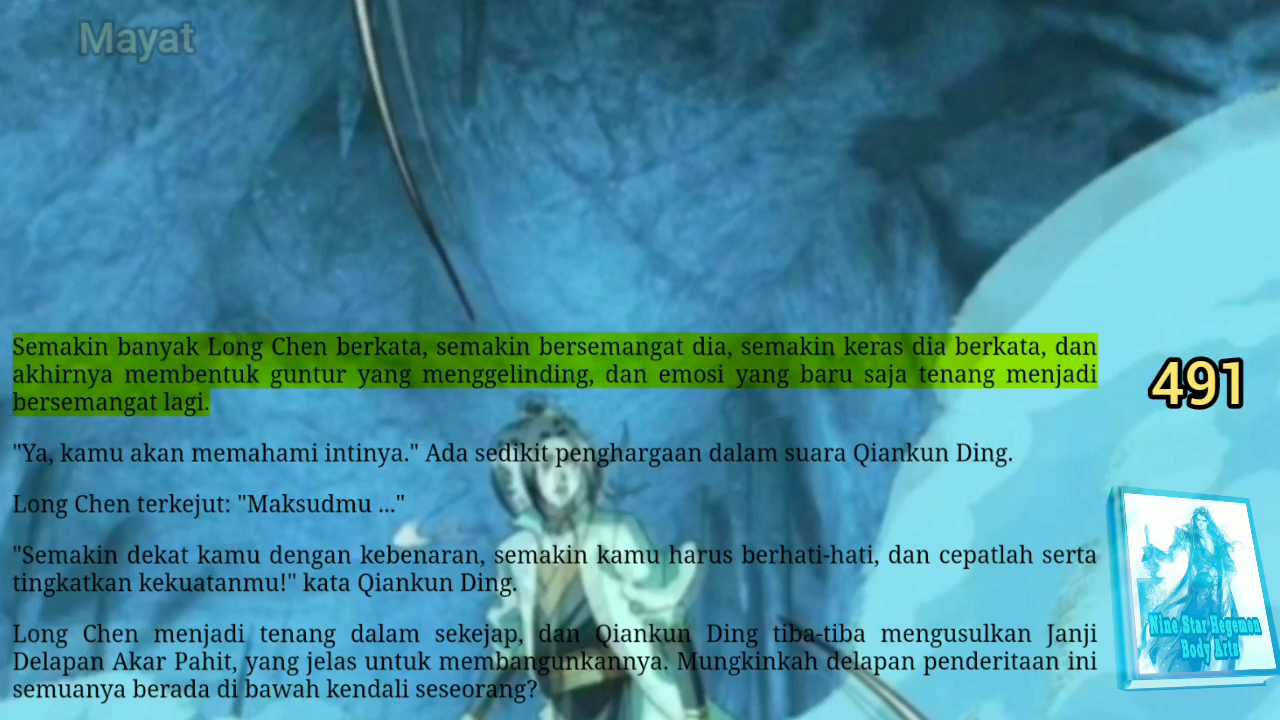 Mayat
Semakin banyak Long Chen berkata, semakin bersemangat dia, semakin keras dia berkata, dan
akhirnya membentuk guntur yang menggelinding, dan emosi yang baru saja tenang menjadi
bersemangat lagi.
491
"Ya, kamu akan memahami intinya." Ada sedikit penghargaan dalam suara Qiankun Ding.
Long Chen terkejut: "Maksudmu ..."
"Semakin dekat kamu dengan kebenaran, semakin kamu harus berhati-hati, dan cepatlah serta
tingkatkan kekuatanmu!" kata Qiankun Ding.
Long Chen menjadi tenang dalam sekejap, dan Qiankun Ding tiba-tiba mengusulkan Janji
Delapan Akar Pahit, yang jelas untuk membangunkannya. Mungkinkah delapan penderitaan ini
semuanya berada di bawah kendali seseorang?
Nine Star Hegemon
Body Arts